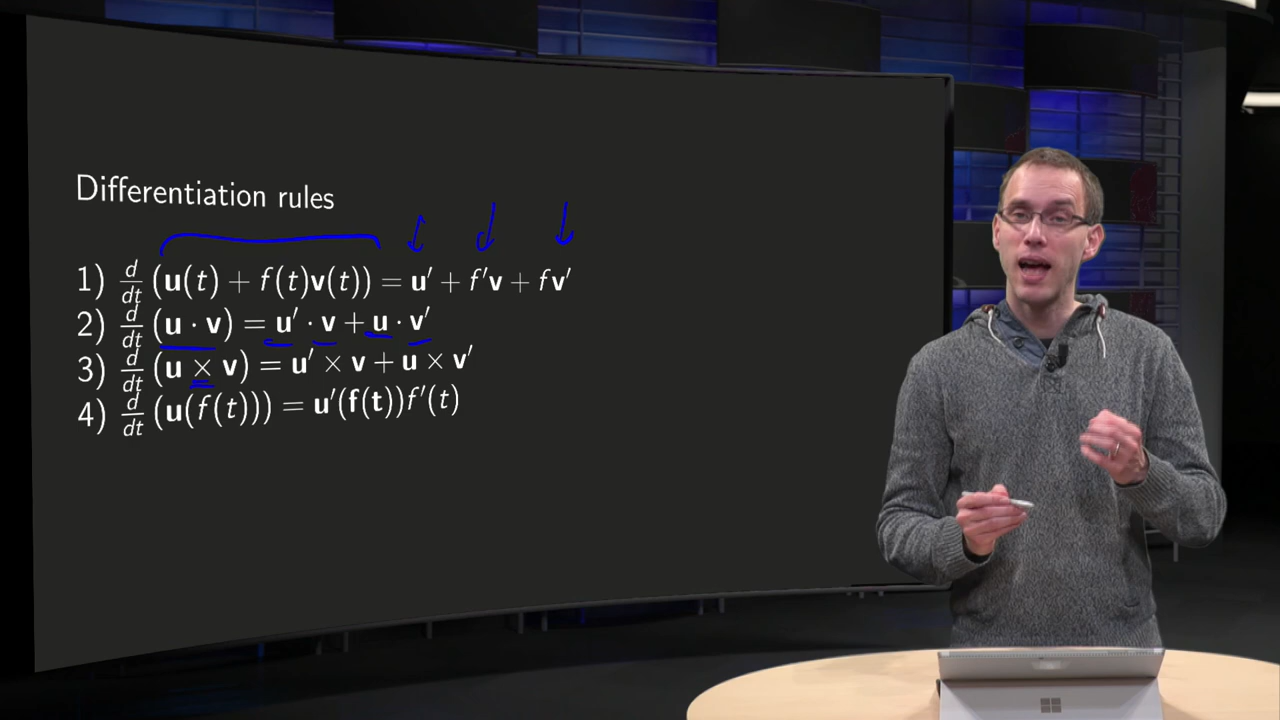 Differentiation rules
1) d/dt (u(t) + f(t)v(t)) = u′ + f′v + fv′
2) d/dt (u · v) = u′ · v + u · v′
3) d/dt (u × v) = u′ × v + u × v′
4) d/dt (u(f(t))) = u′(f(t))f′(t)